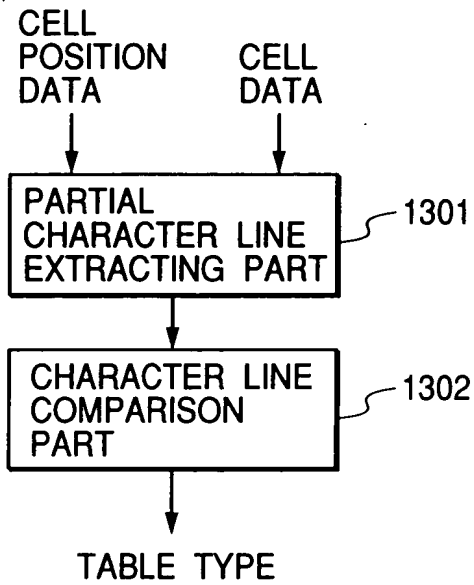 CELL
POSITION
DATA
CELL
DATA
PARTIAL
CHARACTER LINE
EXTRACTING PART
1301
CHARACTER LINE
COMPARISON
PART
1302
TABLE TYPE